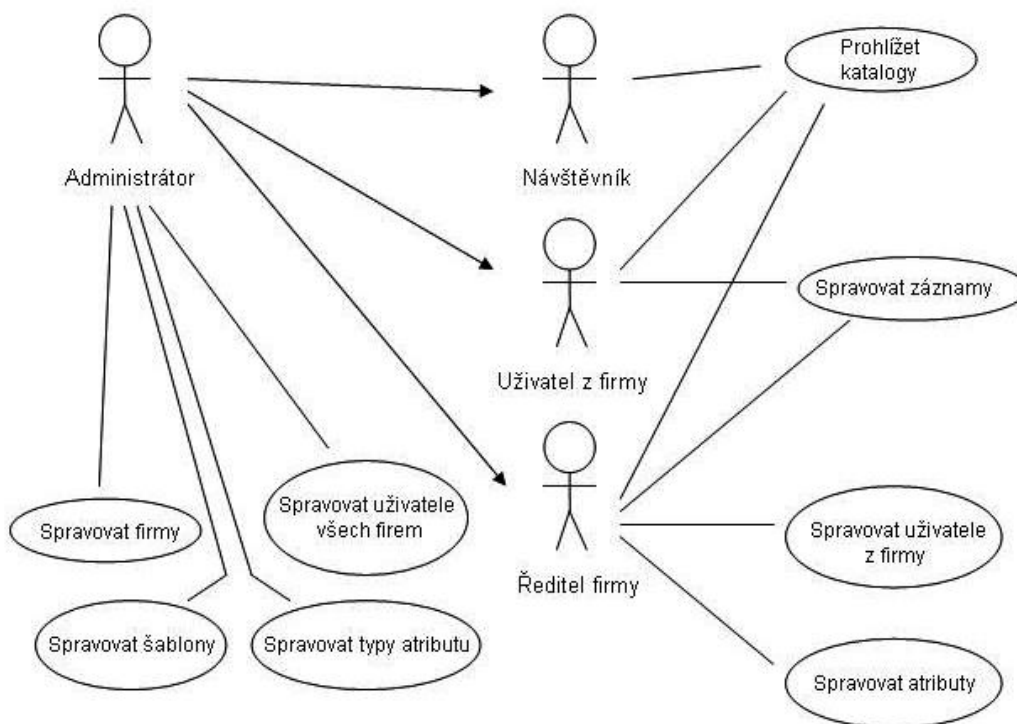 Prohlížet
katalogy
Administrátor
Návštěvník
Spravovat záznamy
Uživatel z firmy
Spravovat uživatele
všech firem
Spravovat firmy
Spravovat uživatele
z firmy
Ředitel firmy
Spravovat šablony
Spravovat typy atributu
Spravovat atributy